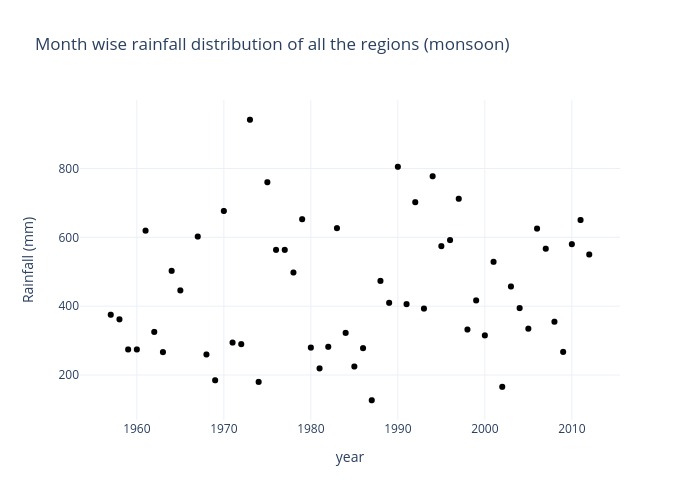 Month wise rainfall distribution of all the regions (monsoon)
Rainfall (mm)
800
600
400
200
1960 1970 1980 1990 2000 2010
year